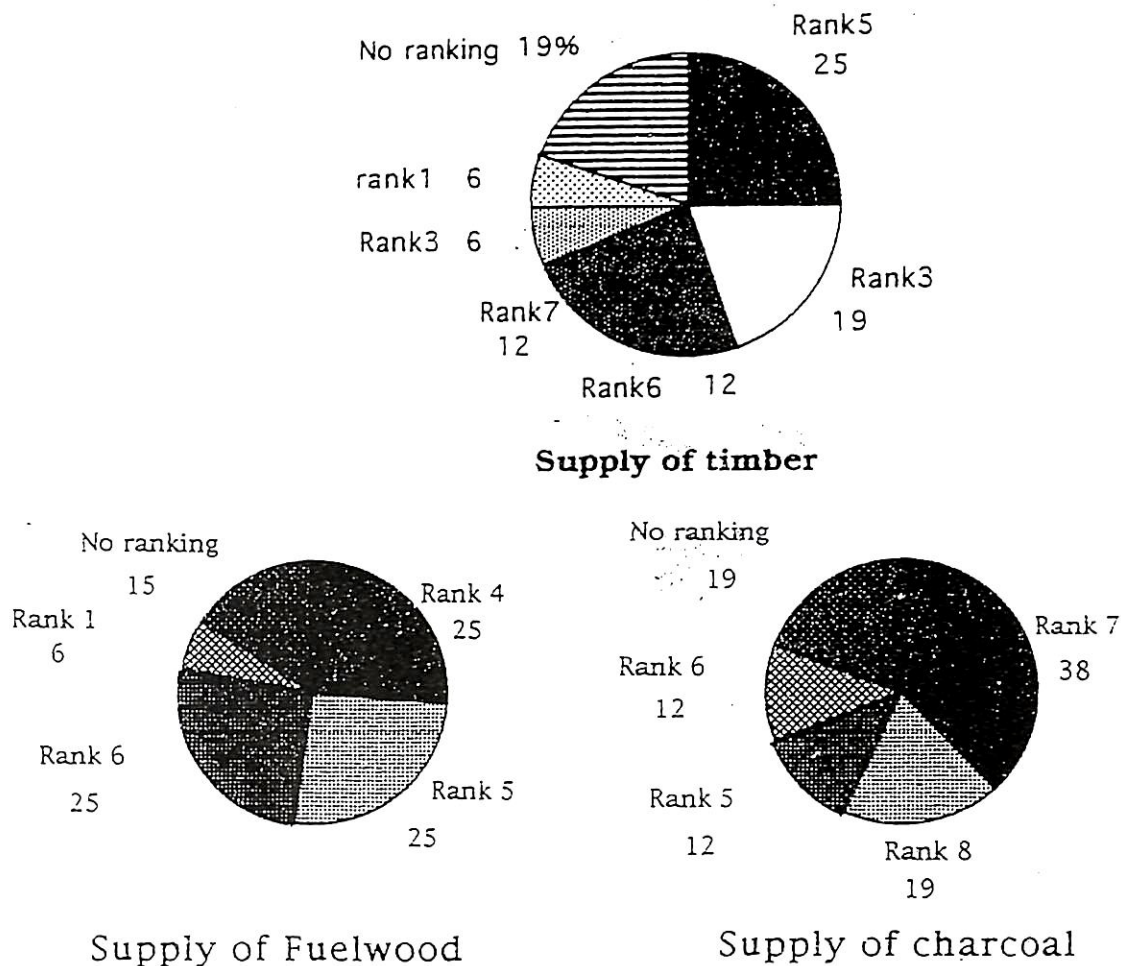 No ranking 19%
Rank5
25
rank1 6
Rank3 6
Rank3
19
Rank7
12
Rank6 12
Supply of timber
No ranking
15
Rank 4
25
Rank 1
6
Rank 6
25
Rank 5
25
Supply of Fuelwood
No ranking
19
Rank 7
38
Rank 6
12
Rank 5
12
Rank 8
19
Supply of charcoal